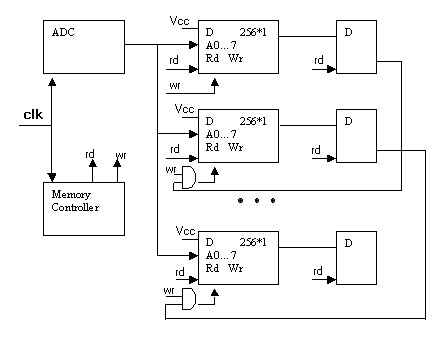 ADC
clk
rd wr
Memory
Controller
Vcc
D 256*1
A0...7
Rd Wr
rd
wr
D
rd
Vcc
D 256*1
A0...7
Rd Wr
rd
wr
D
rd
Vcc
D 256*1
A0...7
Rd Wr
rd
wr
D
rd